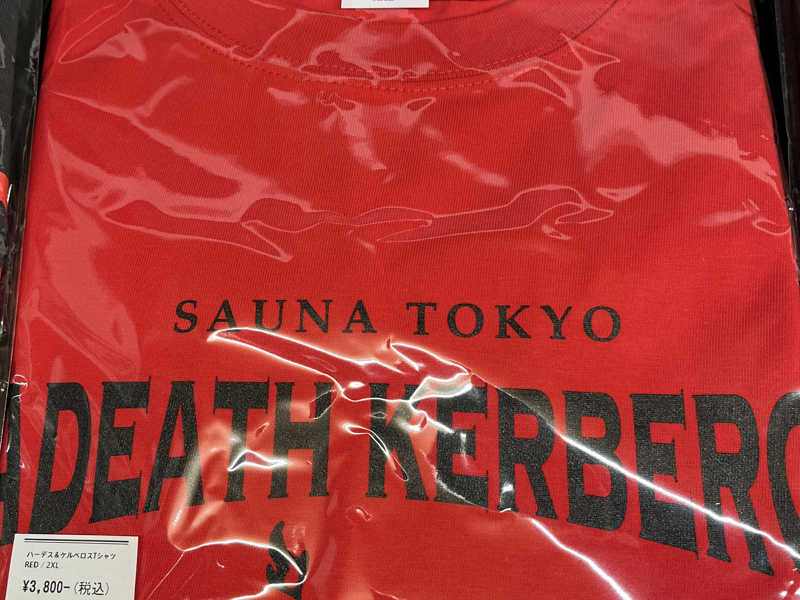 SAUNA TOKYO
DEATH KERBERO
ハーデス&ケルベロスTシャツ
RED / 2XL
¥3,800-(税込)